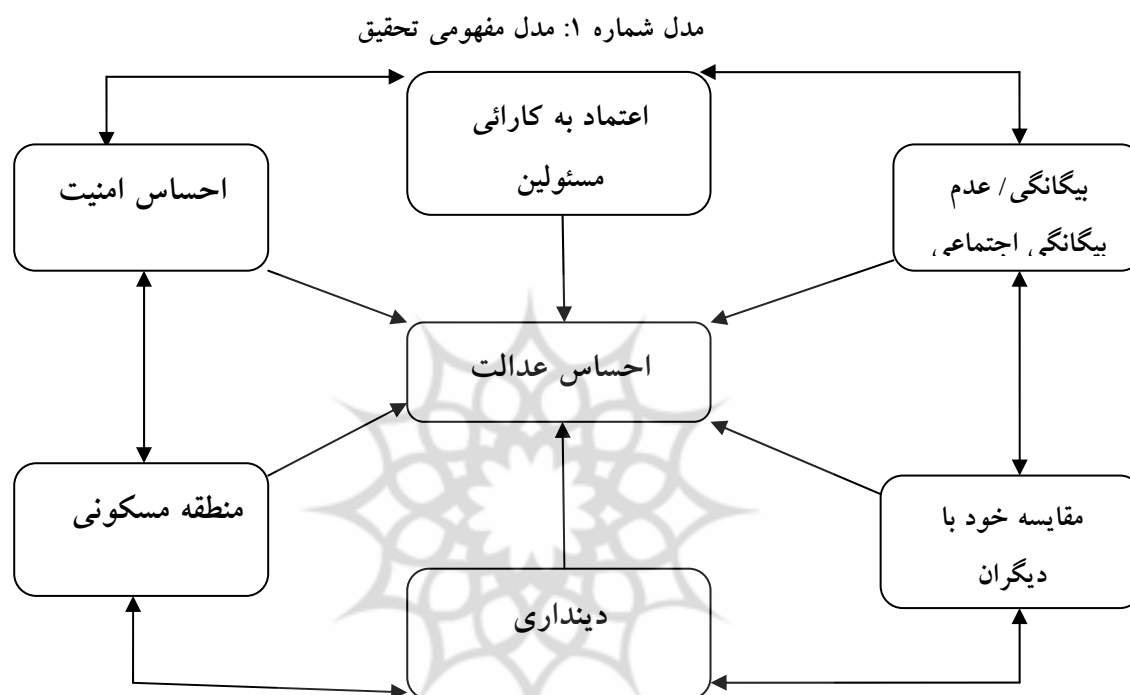 مدل شماره ۱: مدل مفهومی تحقیق
اعتماد به کارائی
مسئولین
بیگانگی/ عدم
بیگانگی اجتماعی
احساس امنیت
احساس عدالت
مقایسه خود با
دیگران
منطقه مسکونی
دینداری